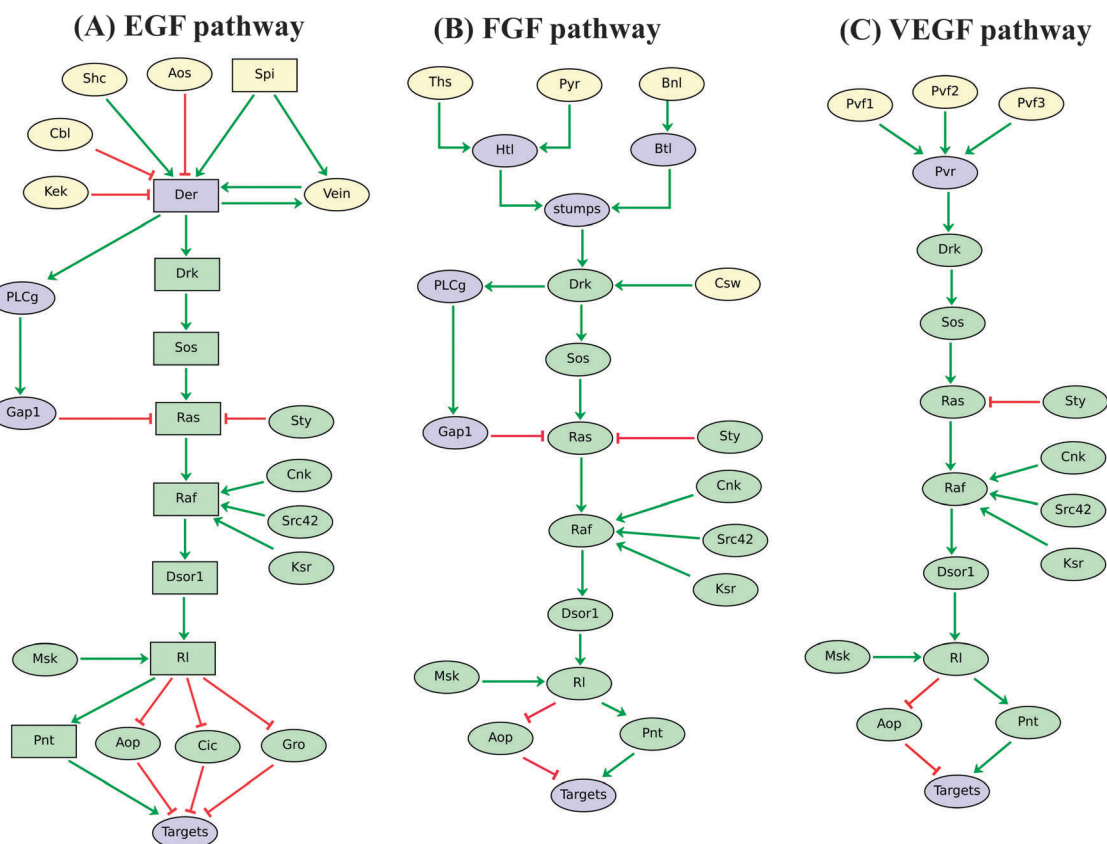 (A) EGF pathway
Shc
Aos
Spi
Cbl
Kek
Der
Vein
PLCg
Drk
Sos
Gap1
Ras
Sty
Raf
Cnk
Src42
Ksr
Dsor1
Msk
Rl
Pnt
Aop
Cic
Gro
Targets
(B) FGF pathway
Ths
Pyr
Bnl
Htl
Btl
stumps
PLCg
Drk
Csw
Sos
Gap1
Ras
Sty
Cnk
Raf
Src42
Ksr
Dsor1
Msk
Rl
Aop
Pnt
Targets
(C) VEGF pathway
Pvf1
Pvf2
Pvf3
Pvr
Drk
Sos
Ras
Sty
Cnk
Raf
Src42
Ksr
Dsor1
Msk
Rl
Aop
Pnt
Targets